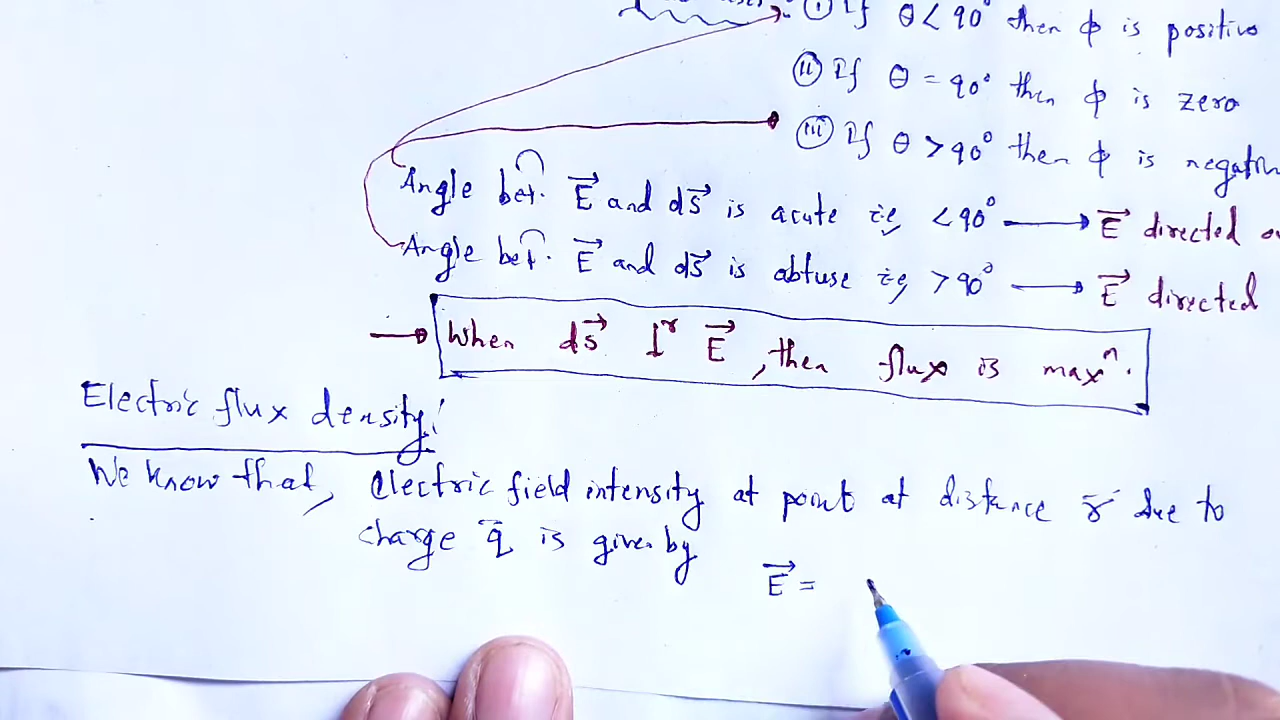 ① If θ < 90° then ϕ is positive
ⓘⓘ If θ = 90° then ϕ is zero
ⓘⓘⓘ If θ > 90° then ϕ is negativ
Angle bet. E⃗ and ds⃗ is acute i.e, < 90° → E⃗ directed
Angle bet. E⃗ and ds⃗ is obtuse i.e, > 90° → E⃗ directed
→ When ds⃗ ⊥r E⃗, then flux is maxn.
Electric flux density!
We know that, electric field intensity at point at distance r due to
charge q is given by
E⃗ =